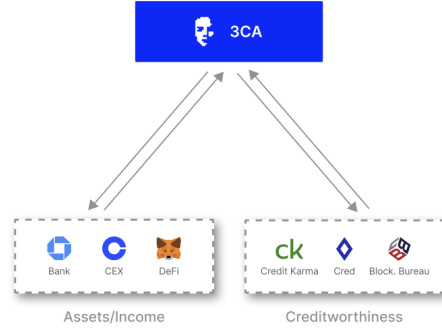 3CA
Bank CEX DeFi
ck
Credit Karma Cred Block. Bureau
Assets/Income Creditworthiness